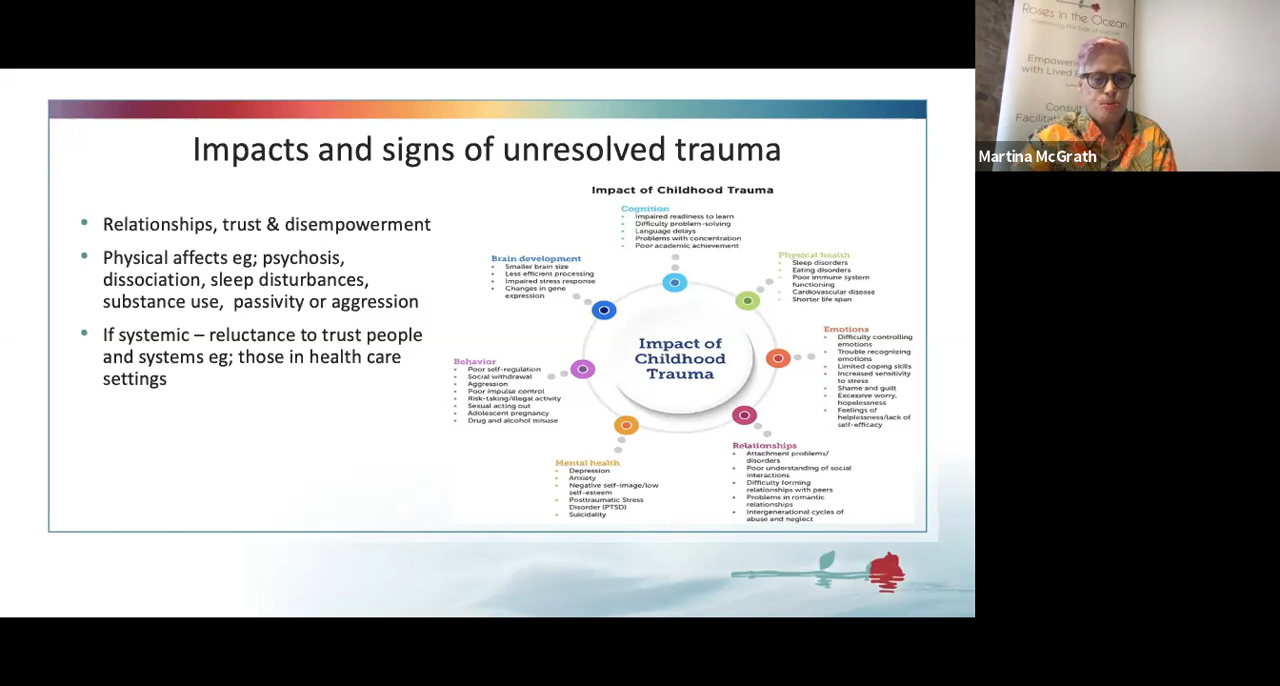 Impacts and signs of unresolved trauma
Relationships, trust & disempowerment
Physical affects eg; psychosis,
dissociation, sleep disturbances,
substance use, passivity or aggression
If systemic – reluctance to trust people
and systems eg; those in health care
settings
Impact of Childhood Trauma
Cognition
Impaired readiness to learn
Difficulty problem-solving
Language delays
Problems with concentration
Poor academic achievement
Physical health
Sleep disorders
Eating disorders
Poor immune system
functioning
Cardiovascular disease
Shorter life span
Emotions
Difficulty controlling
emotions
Trouble recognizing
emotions
Limited coping skills
Increased sensitivity
to stress
Shame and guilt
Excessive worry,
hopelessness
Feelings of
helplessness/lack of
self-efficacy
Relationships
Attachment problems/
disorders
Poor understanding of social
interactions
Difficulty forming
relationships with peers
Problems in romantic
relationships
Intergenerational cycles of
abuse and neglect
Mental health
Depression
Anxiety
Negative self-image/low
self-esteem
Posttraumatic Stress
Disorder (PTSD)
Suicidality
Behavior
Poor self-regulation
Social withdrawal
Aggression
Poor impulse control
Risk-taking/illegal activity
Sexual acting out
Adolescent pregnancy
Drug and alcohol misuse
Brain development
Smaller brain size
Less efficient processing
Impaired stress response
Changes in gene
expression
Impact of
Childhood
Trauma
Roses in the Ocean
Empowering
with Lived
Consult
Martina McGrath